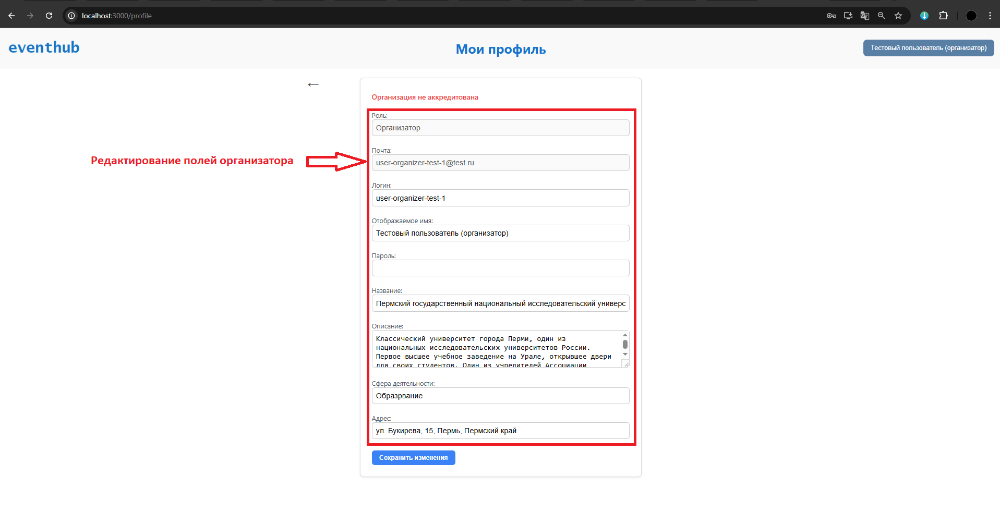 localhost:3000/profile
eventhub
Мои профиль
Тестовый пользователь (организатор)
←
Организация не аккредитована
Редактирование полей организатора
Роль:
Организатор
Почта:
user-organizer-test-1@test.ru
Логин:
user-organizer-test-1
Отображаемое имя:
Тестовый пользователь (организатор)
Пароль:
Название:
Пермский государственный национальный исследовательский универс
Описание:
Классический университет города Перми, один из
национальных исследовательских университетов России.
Первое высшее учебное заведение на Урале, открывшее двери
для своих студентов. Один из учредителей Ассоциации
Сфера деятельности:
Образрвание
Адрес:
ул. Букирева, 15, Пермь, Пермский край
Сохранить изменения